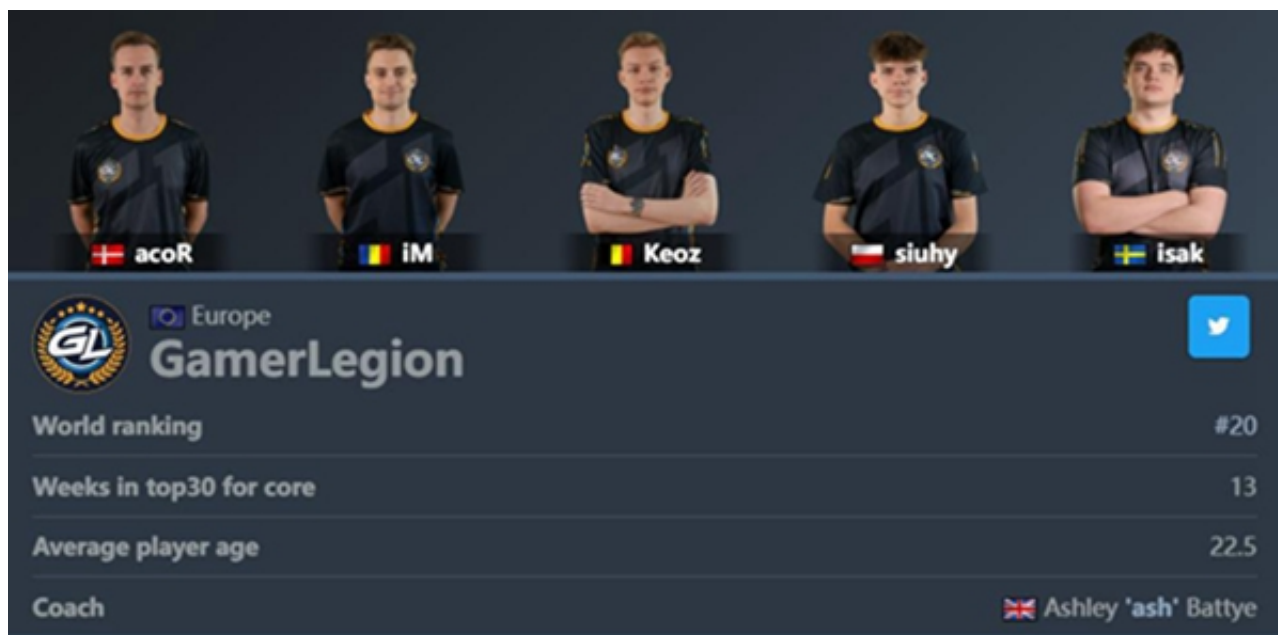 acoR iM Keoz siuhy isak
GL
Europe
GamerLegion
World ranking #20
Weeks in top30 for core 13
Average player age 22.5
Coach Ashley 'ash' Battye